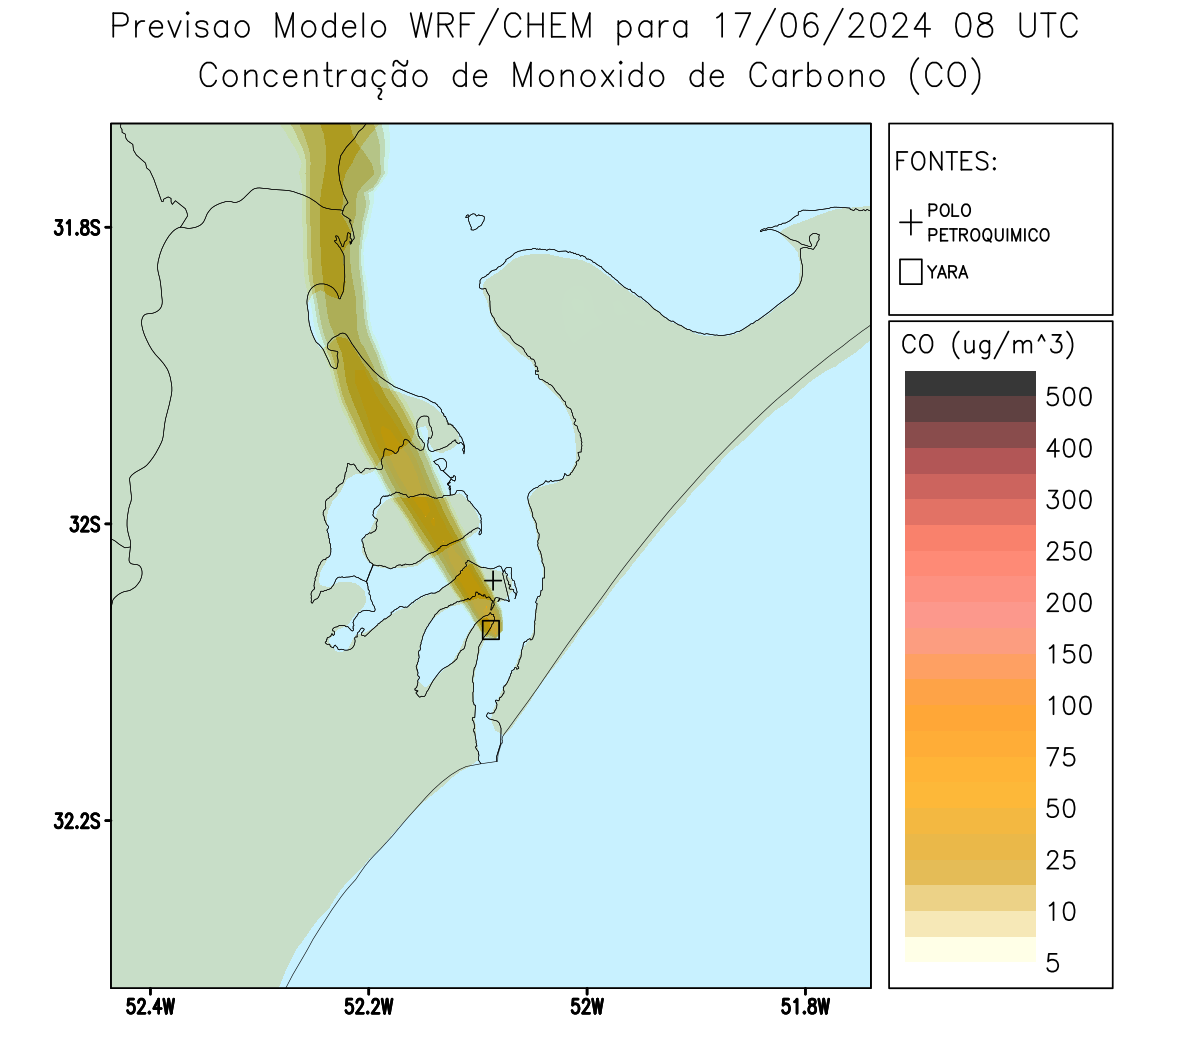 Previsao Modelo WRF/CHEM para 17/06/2024 08 UTC
Concentração de Monoxido de Carbono (CO)
FONTES:
POLO
PETROQUIMICO
YARA
CO (ug/m^3)
500
400
300
250
200
150
100
75
50
25
10
5
31.8S
32S
32.2S
52.4W
52.2W
52W
51.8W